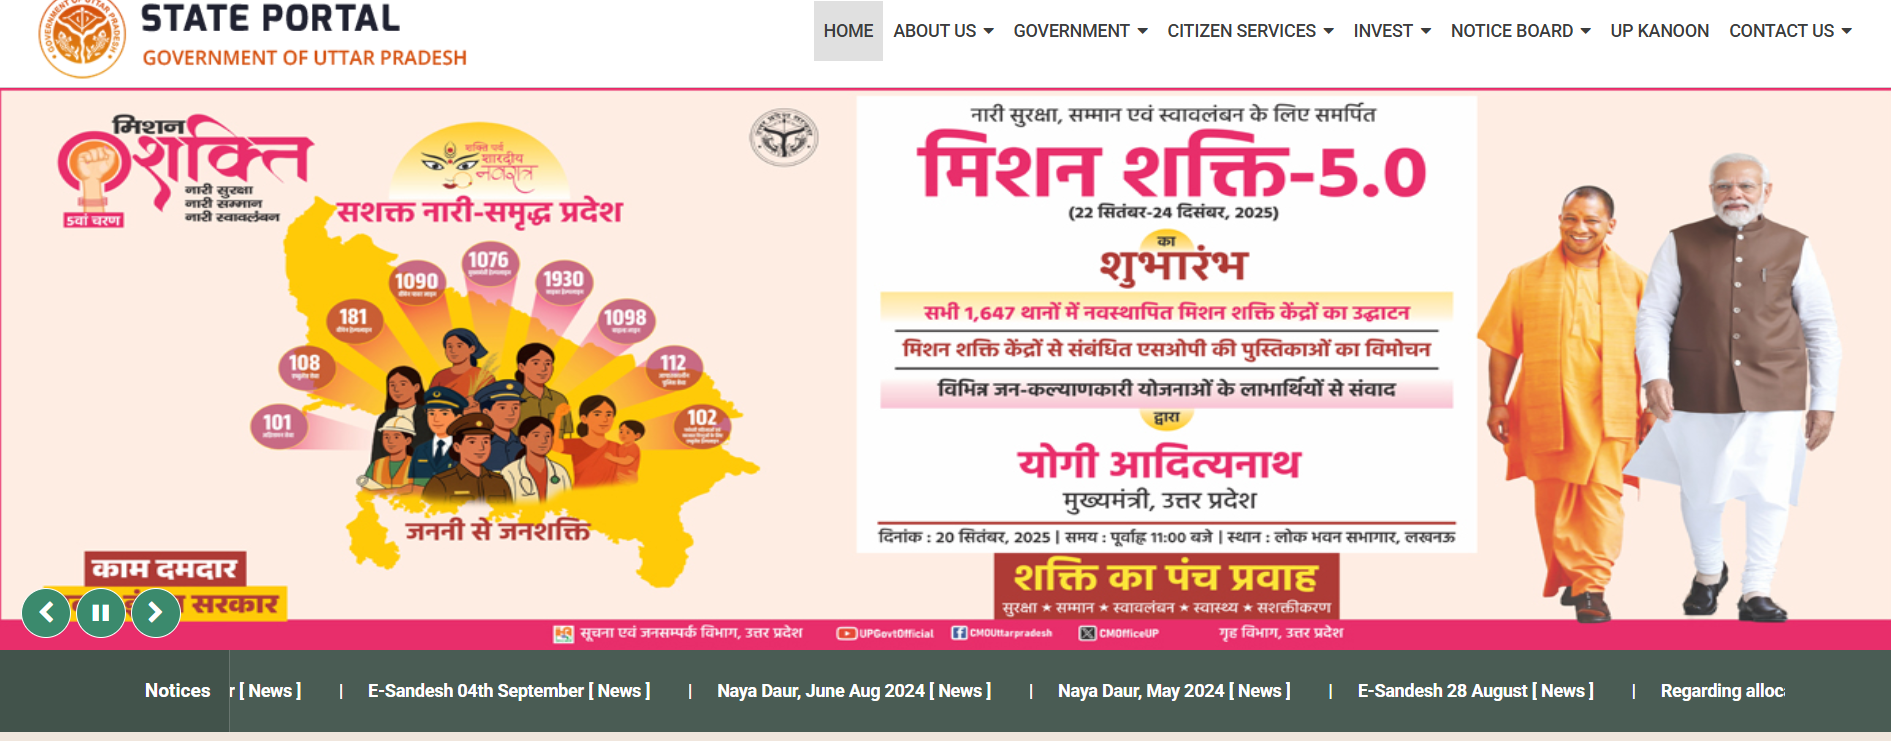 STATE PORTAL
GOVERNMENT OF UTTAR PRADESH
HOME ABOUT US GOVERNMENT CITIZEN SERVICES INVEST NOTICE BOARD UP KANOON CONTACT US
मिशन
शक्ति
नारी सुरक्षा
नारी सम्मान
नारी स्वावलंबन
5वां चरण
शक्ति पर्व
शारदीय
नवरात्र
सशक्त नारी-समृद्ध प्रदेश
1076
1090
1930
181
1098
108
112
101
102
जननी से जनशक्ति
काम दमदार
सरकार
नारी सुरक्षा, सम्मान एवं स्वावलंबन के लिए समर्पित
मिशन शक्ति-5.0
(22 सितंबर-24 दिसंबर, 2025)
का
शुभारंभ
सभी 1,647 थानों में नवस्थापित मिशन शक्ति केंद्रों का उद्घाटन
मिशन शक्ति केंद्रों से संबंधित एसओपी की पुस्तिकाओं का विमोचन
विभिन्न जन-कल्याणकारी योजनाओं के लाभार्थियों से संवाद
द्वारा
योगी आदित्यनाथ
मुख्यमंत्री, उत्तर प्रदेश
दिनांक : 20 सितंबर, 2025 | समय : पूर्वाह्न 11:00 बजे | स्थान : लोक भवन सभागार, लखनऊ
शक्ति का पंच प्रवाह
सुरक्षा ★ सम्मान ★ स्वावलंबन ★ स्वास्थ्य ★ सशक्तीकरण
सूचना एवं जनसम्पर्क विभाग, उत्तर प्रदेश UPGovtOfficial CMOUttarpradesh CMOfficeUP गृह विभाग, उत्तर प्रदेश
Notices r [ News ] | E-Sandesh 04th September [ News ] | Naya Daur, June Aug 2024 [ News ] | Naya Daur, May 2024 [ News ] | E-Sandesh 28 August [ News ] | Regarding alloc